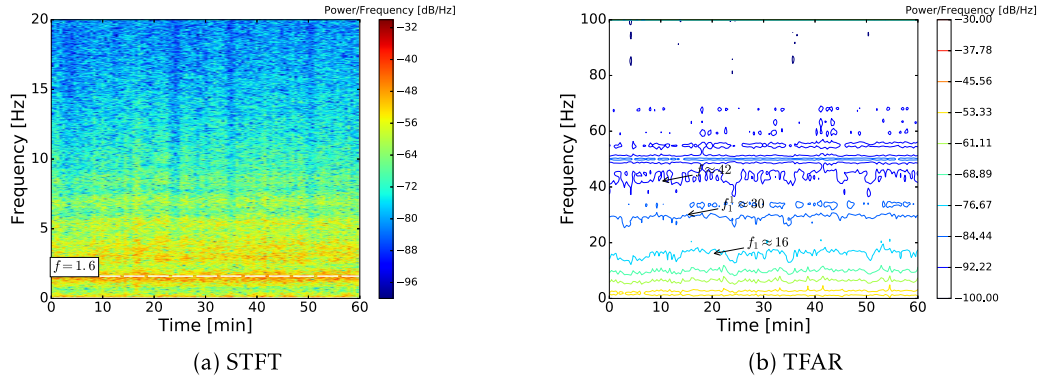 Power/Frequency [dB/Hz]
20
15
10
5
0
Frequency [Hz]
f = 1.6
0 10 20 30 40 50 60
Time [min]
−32
−40
−48
−56
−64
−72
−80
−88
−96
(a) STFT
Power/Frequency [dB/Hz]
100
80
60
40
20
0
Frequency [Hz]
≈ 42
f₁ ≈ 30
f₁ ≈ 16
0 10 20 30 40 50 60
Time [min]
−30.00
−37.78
−45.56
−53.33
−61.11
−68.89
−76.67
−84.44
−92.22
−100.00
(b) TFAR